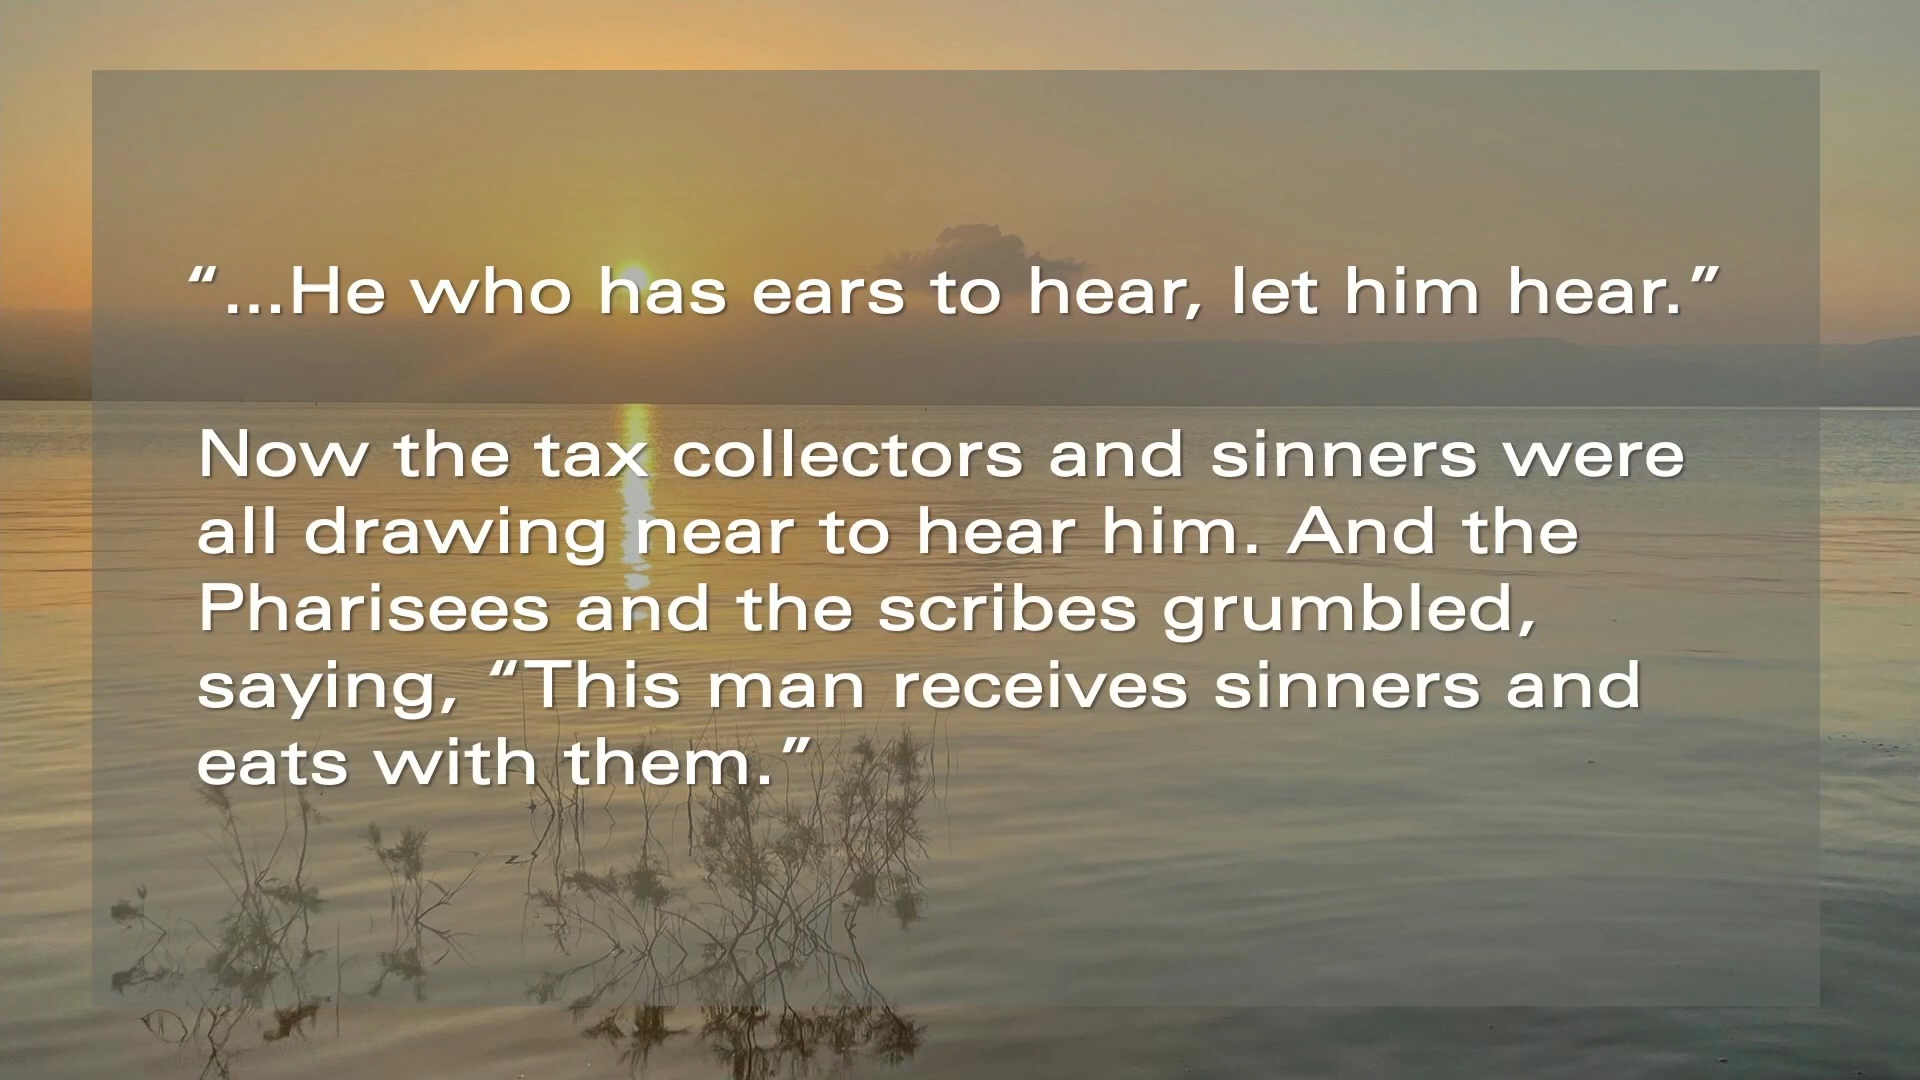 “...He who has ears to hear, let him hear.”
Now the tax collectors and sinners were
all drawing near to hear him. And the
Pharisees and the scribes grumbled,
saying, “This man receives sinners and
eats with them.”